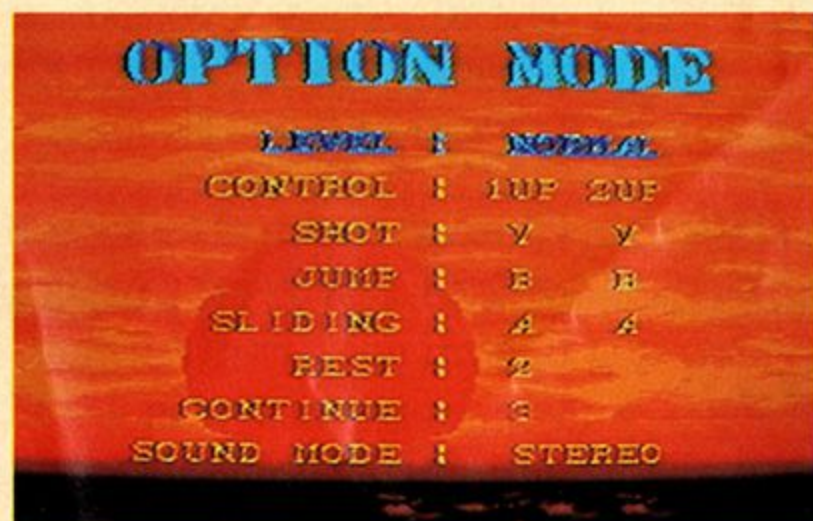 OPTION MODE
LEVEL : NORMAL
CONTROL : 1UP 2UP
SHOT : Y Y
JUMP : B B
SLIDING : A A
REST : 2
CONTINUE : 3
SOUND MODE : STEREO